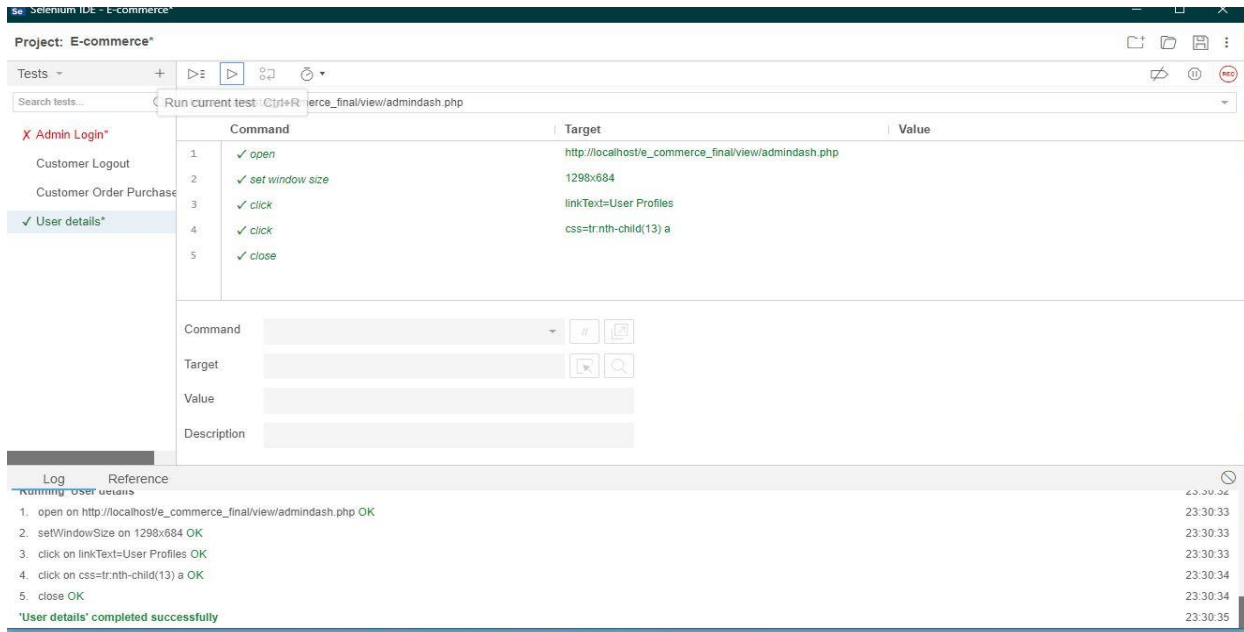 Se Selenium IDE - E-commerce*
Project: E-commerce*
Tests
Search tests...
Run current test Ctrl+R
erce_final/view/admindash.php
REC
Command Target Value
✗ Admin Login*
Customer Logout
Customer Order Purchase
✓ User details*
1 ✓ open http://localhost/e_commerce_final/view/admindash.php
2 ✓ set window size 1298x684
3 ✓ click linkText=User Profiles
4 ✓ click css=tr:nth-child(13) a
5 ✓ close
Command //
Target
Value
Description
Log Reference
Running 'User details' 23:30:32
1. open on http://localhost/e_commerce_final/view/admindash.php OK 23:30:33
2. setWindowSize on 1298x684 OK 23:30:33
3. click on linkText=User Profiles OK 23:30:33
4. click on css=tr:nth-child(13) a OK 23:30:34
5. close OK 23:30:34
'User details' completed successfully 23:30:35